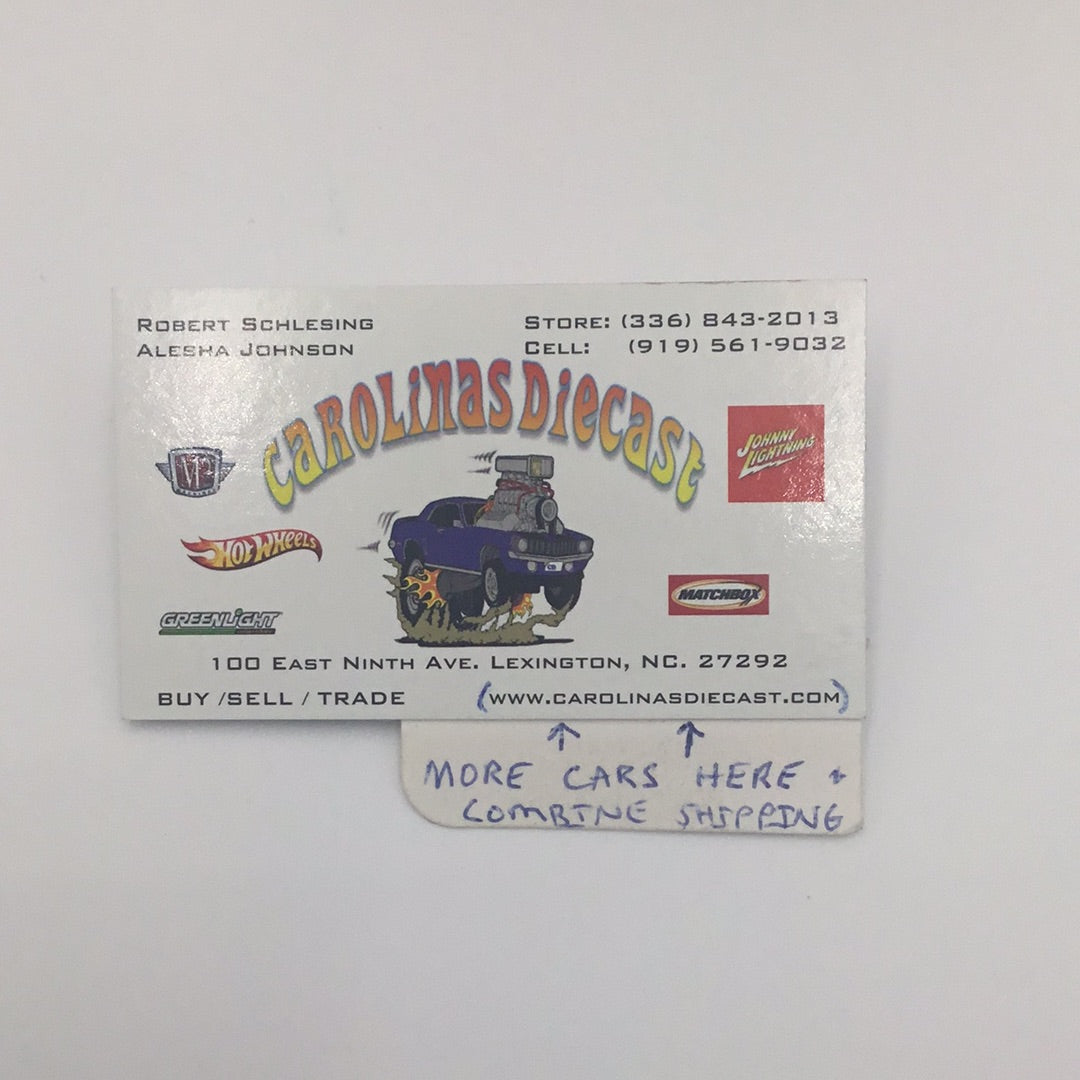 ROBERT SCHLESING
ALESHA JOHNSON
STORE: (336) 843-2013
CELL: (919) 561-9032
CAROLINAS DIECAST
M2
JOHNNY
LIGHTNING
HOT WHEELS
GREENLIGHT
MATCHBOX
100 EAST NINTH AVE. LEXINGTON, NC. 27292
BUY /SELL / TRADE
(WWW.CAROLINASDIECAST.COM)
↑ ↑
MORE CARS HERE +
COMBINE SHIPPING